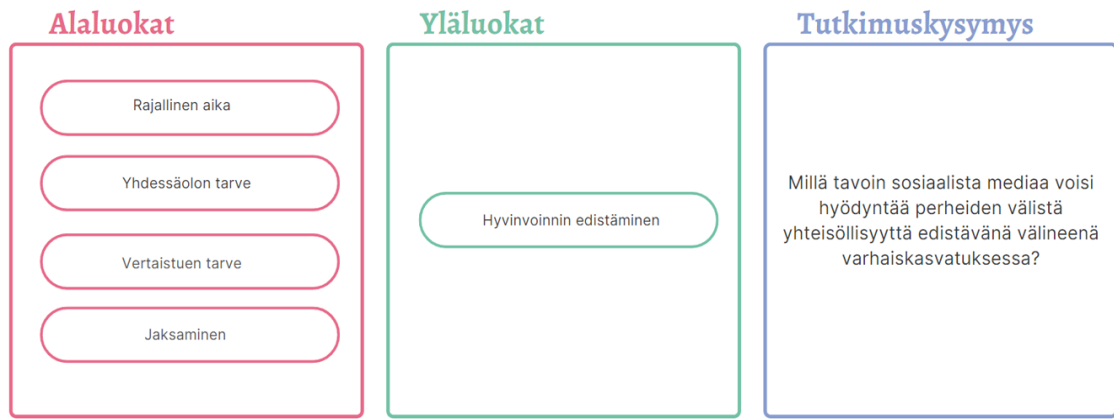 Alaluokat
Rajallinen aika
Yhdessäolon tarve
Vertaistuen tarve
Jaksaminen
Yläluokat
Hyvinvoinnin edistäminen
Tutkimuskysymys
Millä tavoin sosiaalista mediaa voisi
hyödyntää perheiden välistä
yhteisöllisyyttä edistävänä välineenä
varhaiskasvatuksessa?